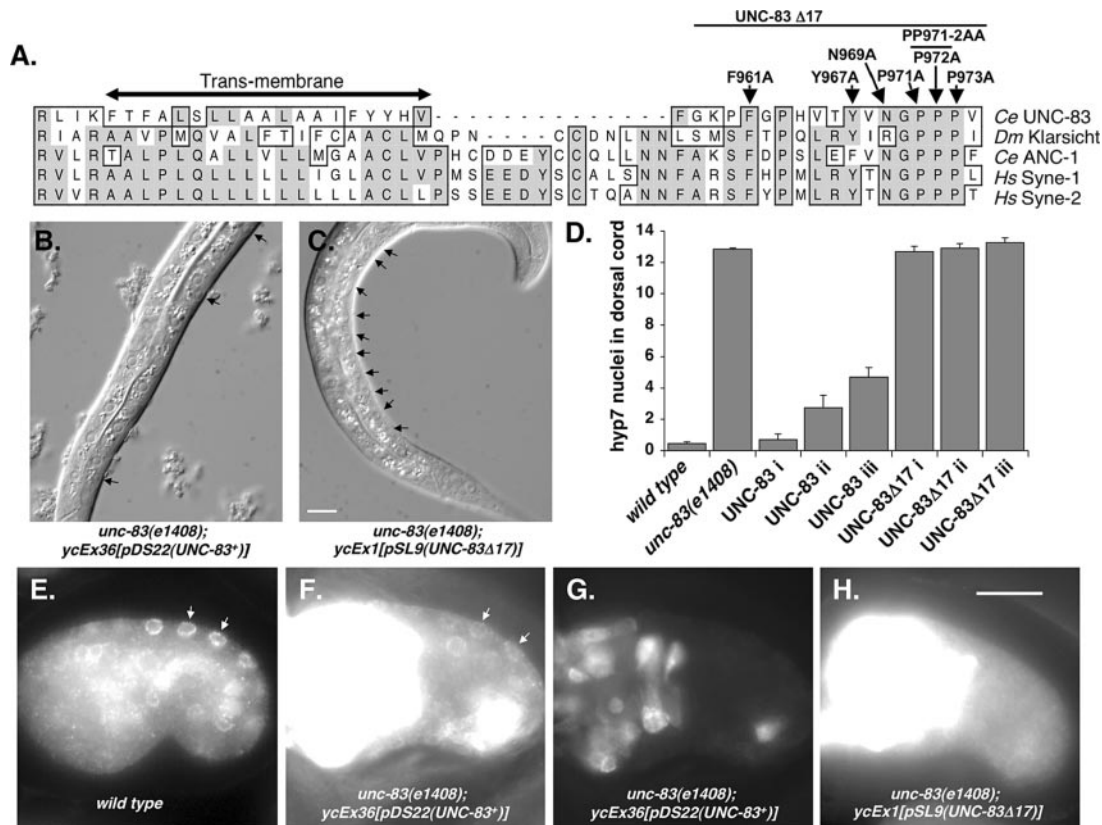 A.
UNC-83 Δ17
PP971-2AA
N969A P972A
Trans-membrane F961A Y967A P971A P973A
R L I K F T F A L S L L A A L A A I F Y Y H V - - - - - - - - - - - - - - F G K S F G P H V T Y V N G P P P V Ce UNC-83
R I A R A A V P M Q V A L F T I F C A A C L M Q P N - - - - C C D N L N N L S M S F T P Q L R Y I R G P P P I Dm Klarsicht
R V L R T A L P L Q A L L V L L M G A A C L V P H C D D E Y C C Q L L N N F A K S F D P S L E F V N G P P P F Ce ANC-1
R V L R A A L P L Q L L L L L L I G L A C L V P M S E E D Y S C A L S N N F A R S F H P M L R Y T N G P P P L Hs Syne-1
R V R A A L P L Q L L L L L L L L L A C L L P S S E E D Y S C T Q A N N F A R S F Y P M L R Y T N G P P P T Hs Syne-2
B.
unc-83(e1408);
ycEx36[pDS22(UNC-83+)]
C.
unc-83(e1408);
ycEx1[pSL9(UNC-83Δ17)]
D.
hyp7 nuclei in dorsal cord
14
12
10
8
6
4
2
0
wild type
unc-83(e1408)
UNC-83 i
UNC-83 ii
UNC-83 iii
UNC-83Δ17 i
UNC-83Δ17 ii
UNC-83Δ17 iii
E.
wild type
F.
unc-83(e1408);
ycEx36[pDS22(UNC-83+)]
G.
unc-83(e1408);
ycEx36[pDS22(UNC-83+)]
H.
unc-83(e1408);
ycEx1[pSL9(UNC-83Δ17)]